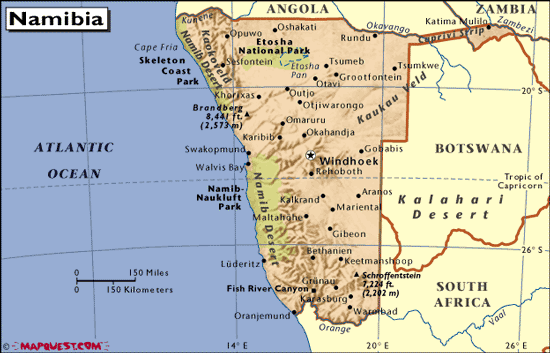 Namibia
ANGOLA
ZAMBIA
Kunene
Oshakati
Okavango
Katima Mulilo
Zambezi
Opuwo
Rundu
Caprivi Strip
Cape Fria
Etosha
National Park
Kaokoveld
Namib Desert
Skeleton
Coast
Park
Sesfontein
Etosha
Pan
Tsumeb
Tsumkwe
Grootfontein
Otavi
20°S
Khorixas
Outjo
Otjiwarongo
Kaukau Veld
Brandberg
8,441 ft.
(2,573 m)
Omaruru
Okahandja
Karibib
ATLANTIC
OCEAN
Swakopmund
Walvis Bay
Windhoek
Gobabis
BOTSWANA
Rehoboth
Tropic of
Capricorn
Namib-
Naukluft
Park
Namib Desert
Kalkrand
Aranos
Mariental
Maltahöhe
Kalahari
Desert
Gibeon
26°S
Bethanien
Keetmanshoop
Lüderitz
0
150 Miles
0
150 Kilometers
Schroffenstein
7,224 ft.
(2,202 m)
Grünau
Fish River Canyon
Karasburg
SOUTH
AFRICA
Oranjemund
Warmbad
Orange
Vaal
© MAPQUEST.COM
14°E
20°E
26°E